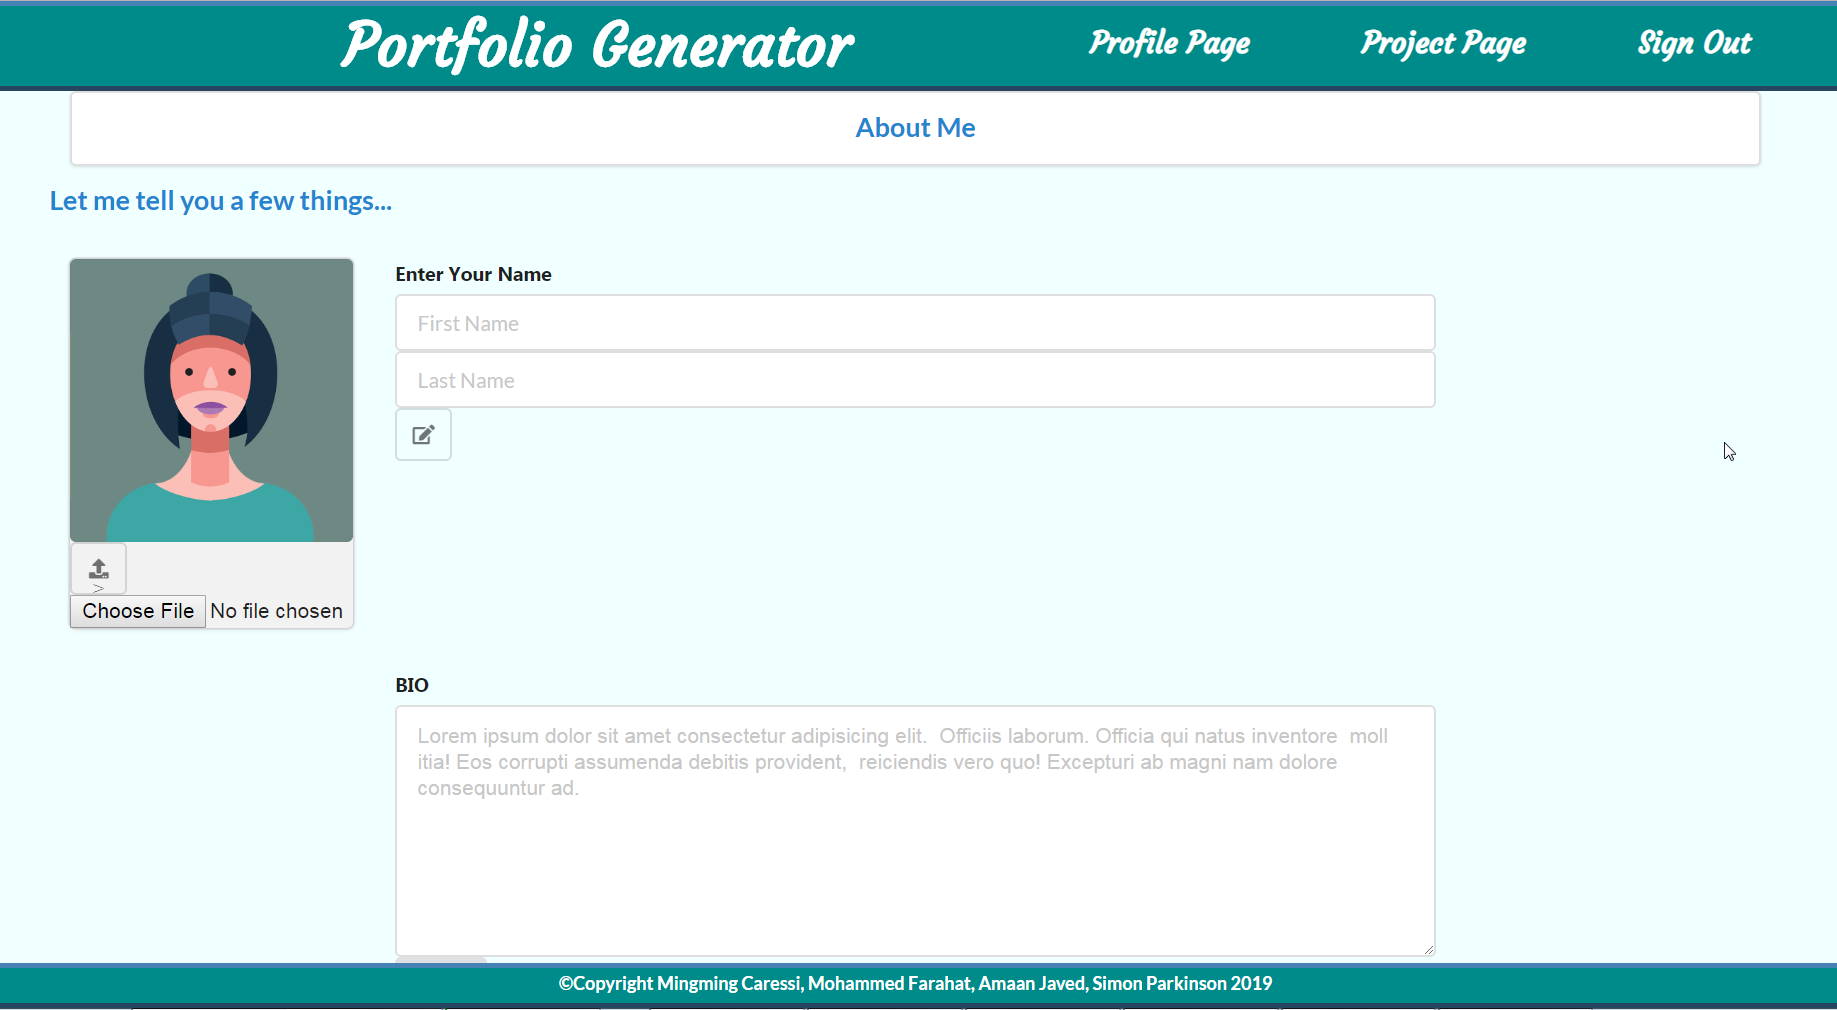 Portfolio Generator
Profile Page
Project Page
Sign Out
About Me
Let me tell you a few things...
Enter Your Name
First Name
Last Name
>
Choose File No file chosen
BIO
Lorem ipsum dolor sit amet consectetur adipisicing elit.  Officiis laborum. Officia qui natus inventore  moll
itia! Eos corrupti assumenda debitis provident,  reiciendis vero quo! Excepturi ab magni nam dolore
consequuntur ad.
©Copyright Mingming Caressi, Mohammed Farahat, Amaan Javed, Simon Parkinson 2019